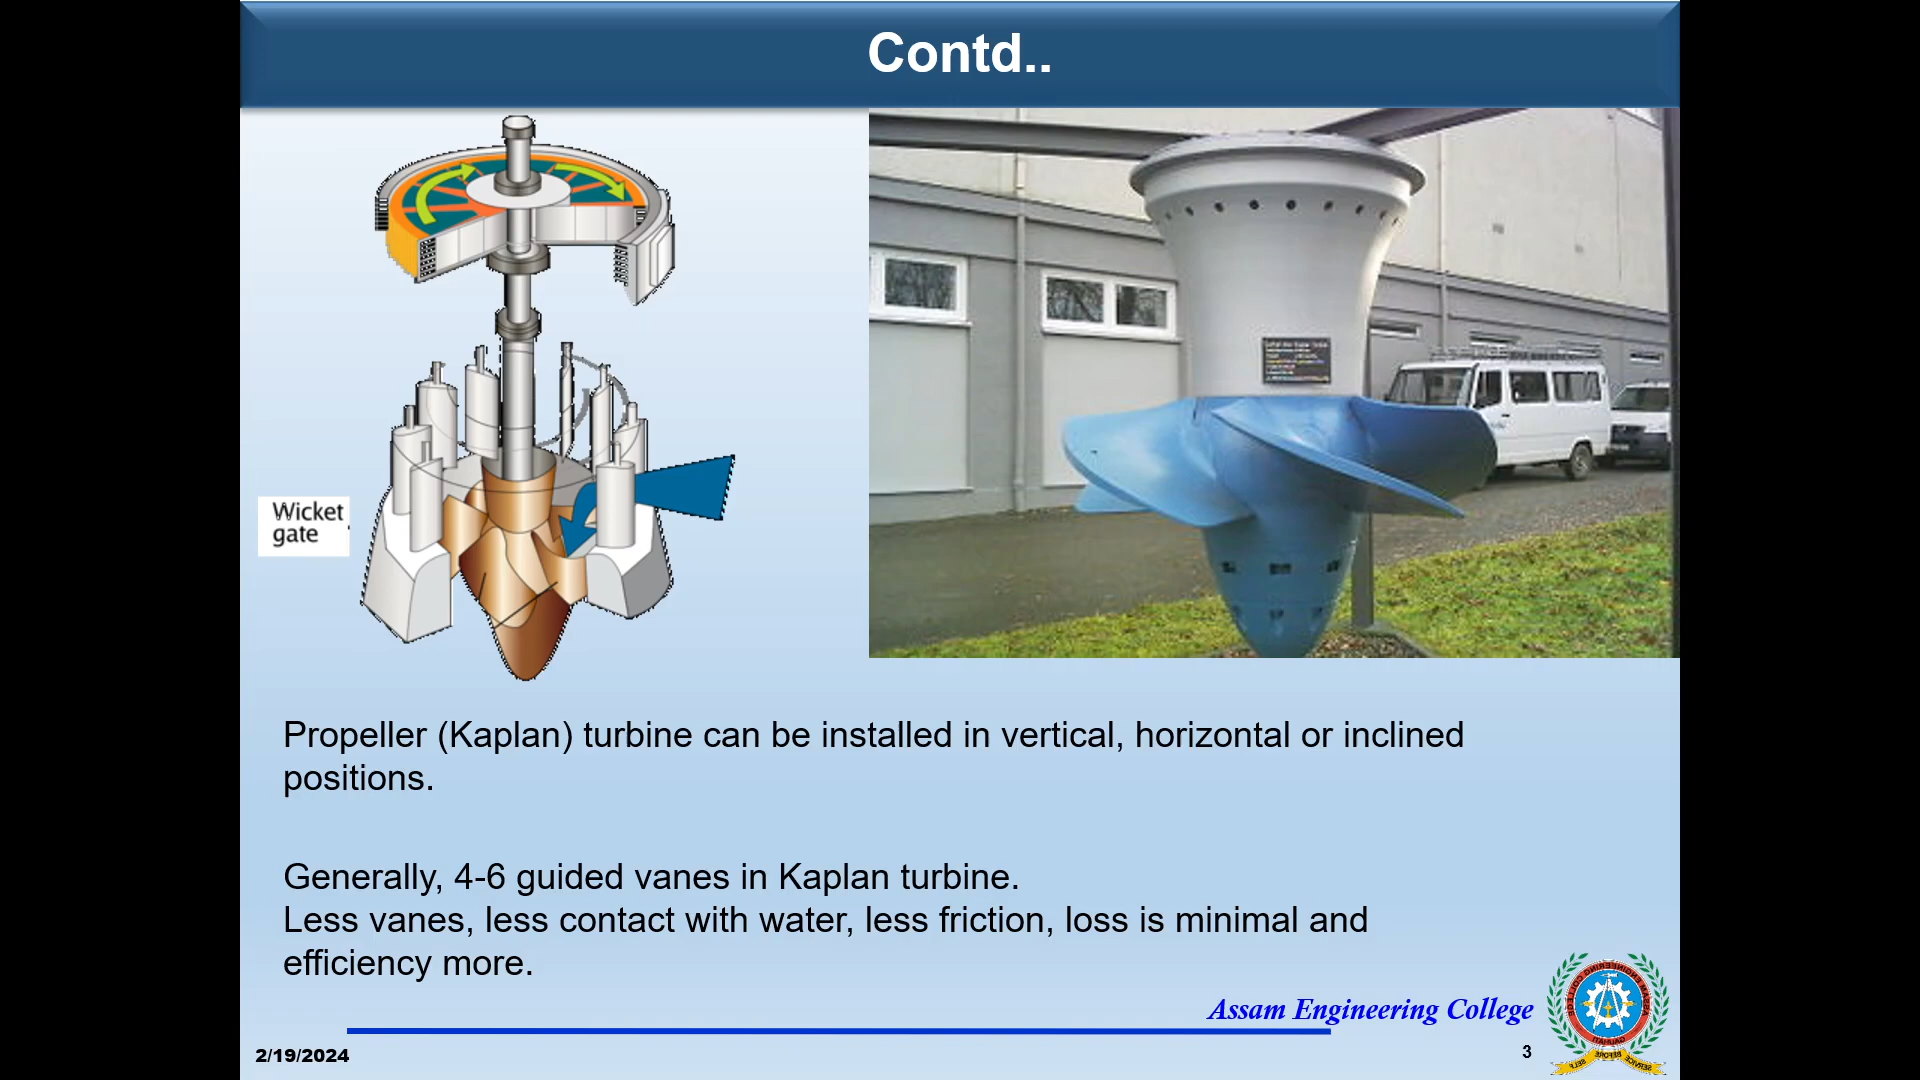 Contd..
Wicket
gate
Propeller (Kaplan) turbine can be installed in vertical, horizontal or inclined
positions.
Generally, 4-6 guided vanes in Kaplan turbine.
Less vanes, less contact with water, less friction, loss is minimal and
efficiency more.
Assam Engineering College
2/19/2024
3